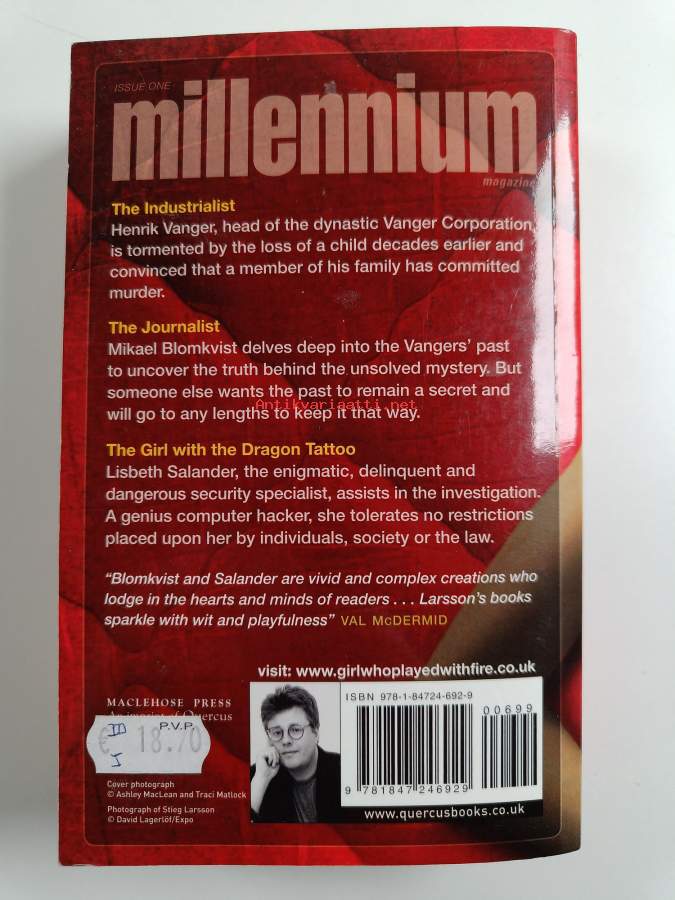 ISSUE ONE
millennium
magazine
The Industrialist
Henrik Vanger, head of the dynastic Vanger Corporation,
is tormented by the loss of a child decades earlier and
convinced that a member of his family has committed
murder.
The Journalist
Mikael Blomkvist delves deep into the Vangers' past
to uncover the truth behind the unsolved mystery. But
someone else wants the past to remain a secret and
Antikvariaatti.net
will go to any lengths to keep it that way.
The Girl with the Dragon Tattoo
Lisbeth Salander, the enigmatic, delinquent and
dangerous security specialist, assists in the investigation.
A genius computer hacker, she tolerates no restrictions
placed upon her by individuals, society or the law.
“Blomkvist and Salander are vivid and complex creations who
lodge in the hearts and minds of readers . . . Larsson's books
sparkle with wit and playfulness” VAL McDERMID
visit: www.girlwhoplayedwithfire.co.uk
MACLEHOSE PRESS
An imprint of Quercus
P.V.P.
€ 18.70
Cover photograph
© Ashley MacLean and Traci Matlock
Photograph of Stieg Larsson
© David Lagerlöf/Expo
ISBN 978-1-84724-692-9
00699
9 781847 246929
www.quercusbooks.co.uk